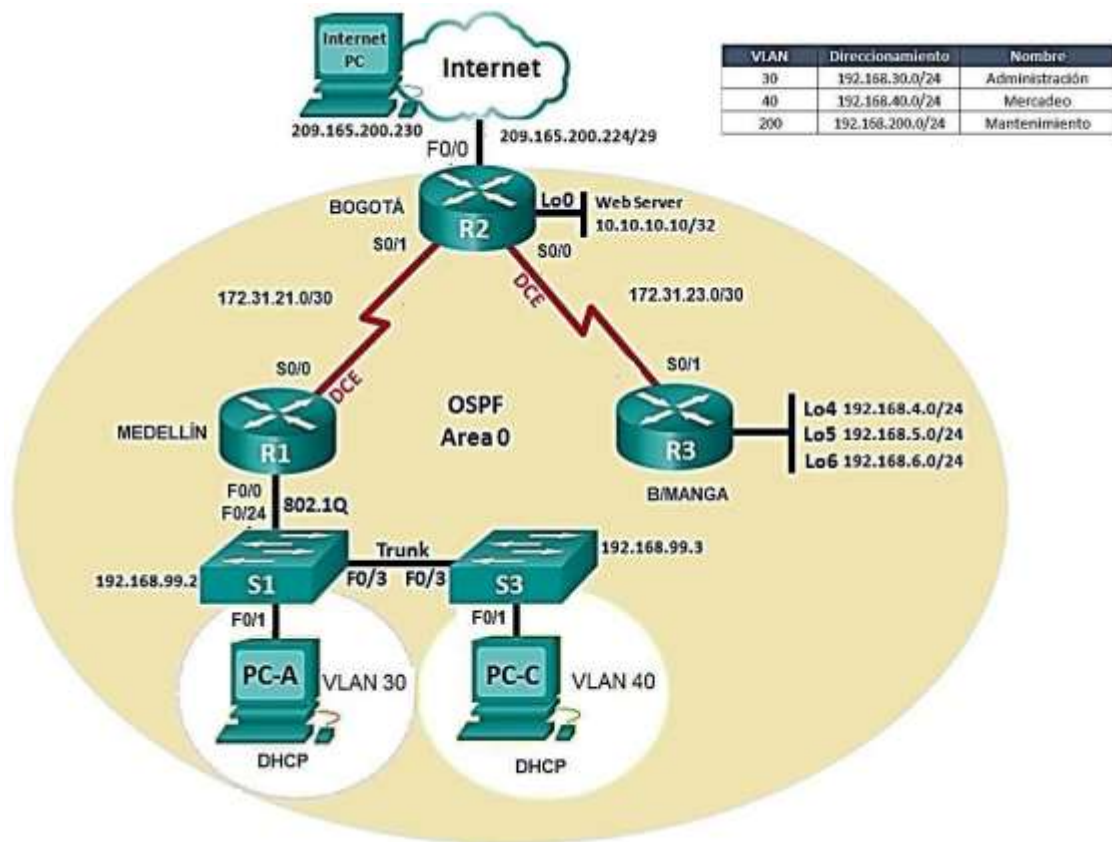 Internet
PC
Internet
209.165.200.230
209.165.200.224/29
F0/0
VLAN Direccionamiento Nombre
30 192.168.30.0/24 Administración
40 192.168.40.0/24 Mercadeo
200 192.168.200.0/24 Mantenimiento
BOGOTÁ
R2
Lo0
Web Server
10.10.10.10/32
S0/1
S0/0
DCE
172.31.21.0/30
172.31.23.0/30
S0/0
DCE
S0/1
OSPF
Area 0
MEDELLÍN
R1
R3
B/MANGA
Lo4 192.168.4.0/24
Lo5 192.168.5.0/24
Lo6 192.168.6.0/24
F0/0
F0/24
802.1Q
Trunk
192.168.99.3
192.168.99.2
S1
F0/3
F0/3
S3
F0/1
F0/1
PC-A
VLAN 30
PC-C
VLAN 40
DHCP
DHCP